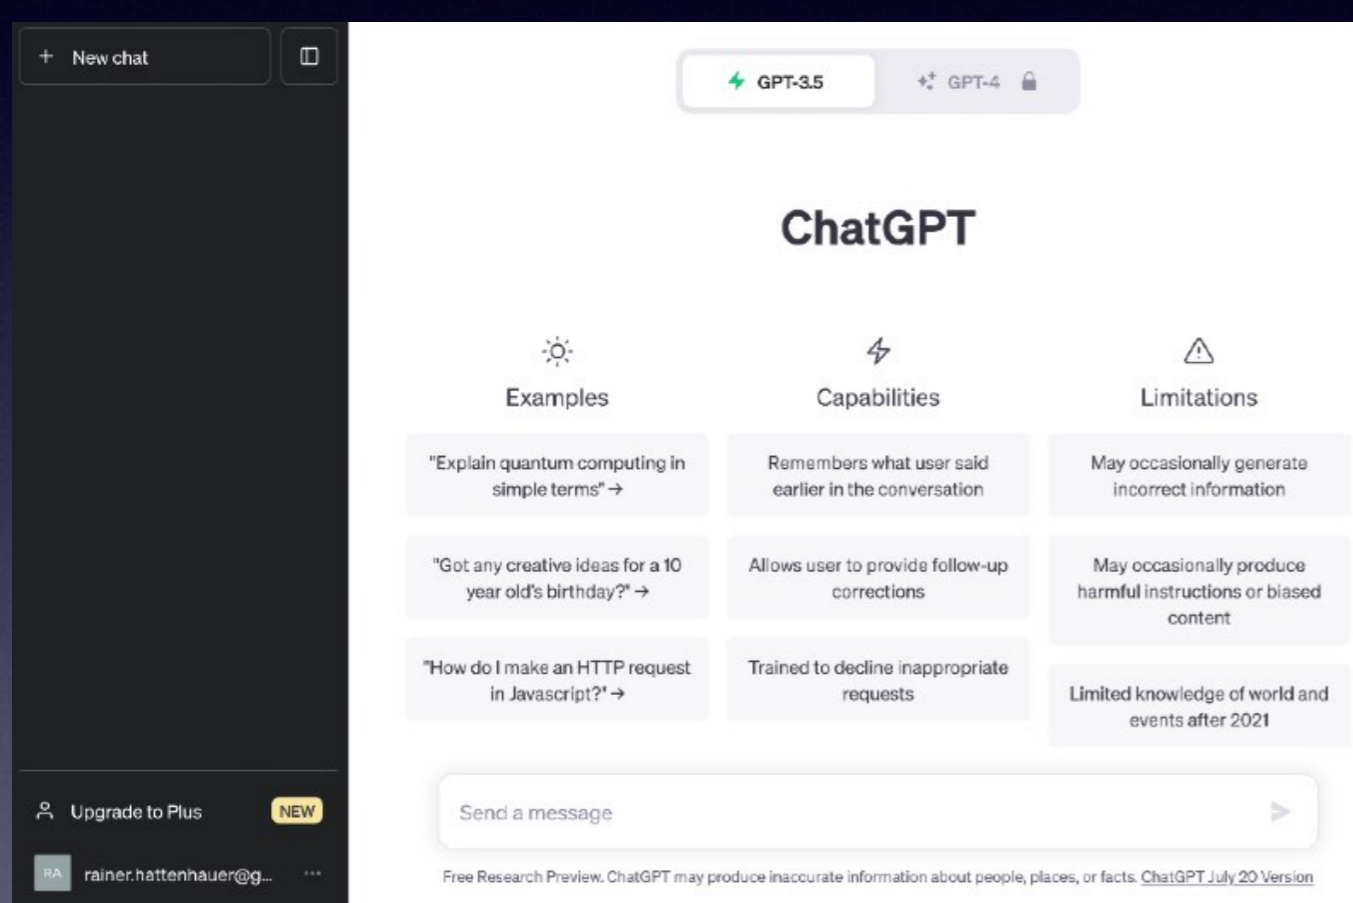 New chat
GPT-3.5
GPT-4
ChatGPT
Examples
"Explain quantum computing in
simple terms" →
"Got any creative ideas for a 10
year old's birthday?" →
"How do I make an HTTP request
in Javascript?" →
Capabilities
Remembers what user said
earlier in the conversation
Allows user to provide follow-up
corrections
Trained to decline inappropriate
requests
Limitations
May occasionally generate
incorrect information
May occasionally produce
harmful instructions or biased
content
Limited knowledge of world and
events after 2021
Upgrade to Plus NEW
RA rainer.hattenhauer@g... ...
Send a message
Free Research Preview. ChatGPT may produce inaccurate information about people, places, or facts. ChatGPT July 20 Version